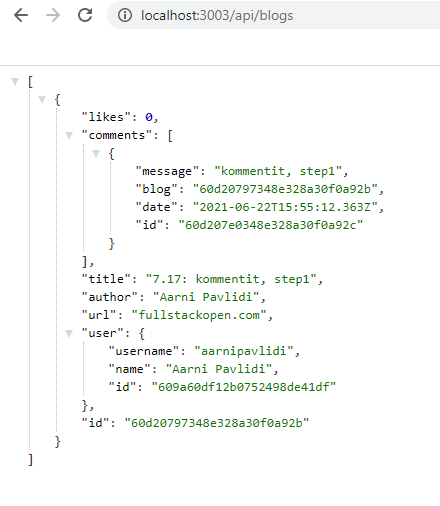 localhost:3003/api/blogs
[
{
"likes": 0,
"comments": [
{
"message": "kommentit, step1",
"blog": "60d20797348e328a30f0a92b",
"date": "2021-06-22T15:55:12.363Z",
"id": "60d207e0348e328a30f0a92c"
}
],
"title": "7.17: kommentit, step1",
"author": "Aarni Pavlidi",
"url": "fullstackopen.com",
"user": {
"username": "aarnipavlidi",
"name": "Aarni Pavlidi",
"id": "609a60df12b0752498de41df"
},
"id": "60d20797348e328a30f0a92b"
}
]